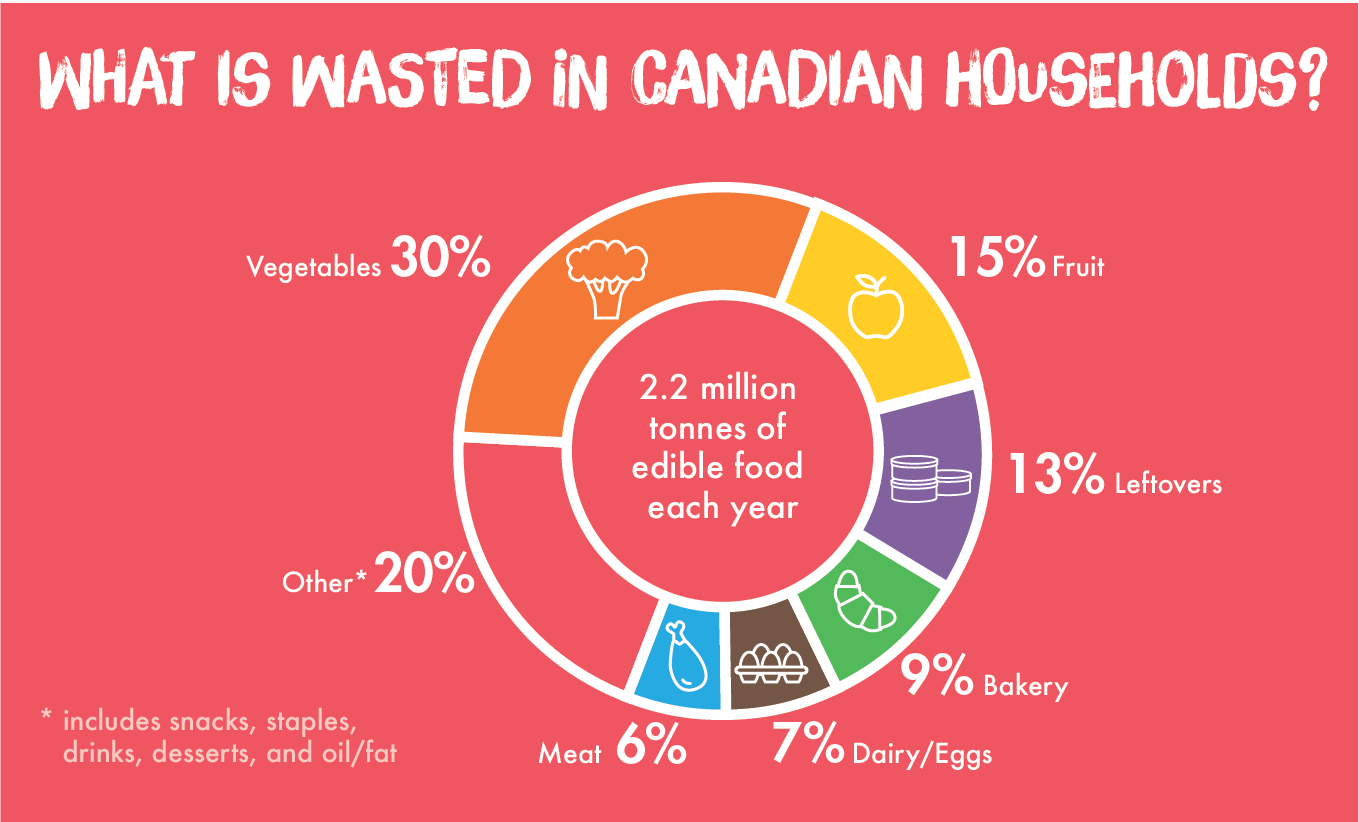 WHAT IS WASTED iN CANADIAN HOuSEHOLDS?
Vegetables 30%
15% Fruit
2.2 million
tonnes of
edible food
each year
13% Leftovers
Other* 20%
9% Bakery
Meat 6%
7% Dairy/Eggs
* includes snacks, staples,
drinks, desserts, and oil/fat